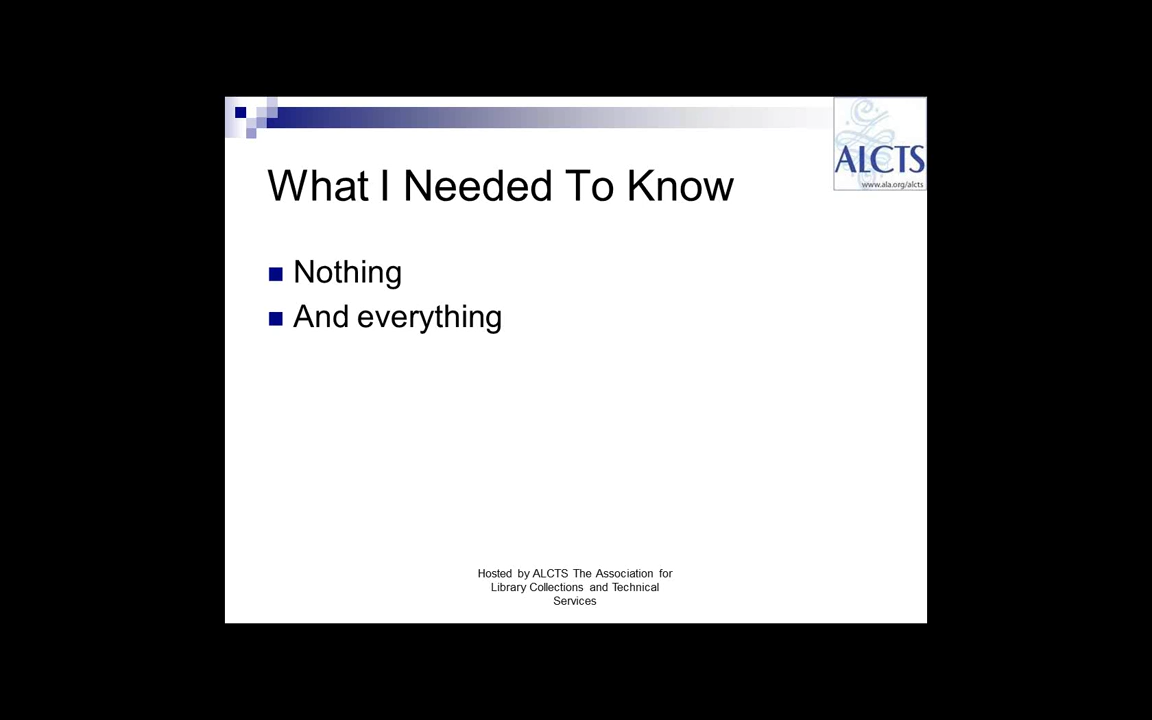 ALCTS
www.ala.org/alcts
What I Needed To Know
Nothing
And everything
Hosted by ALCTS The Association for
Library Collections and Technical
Services